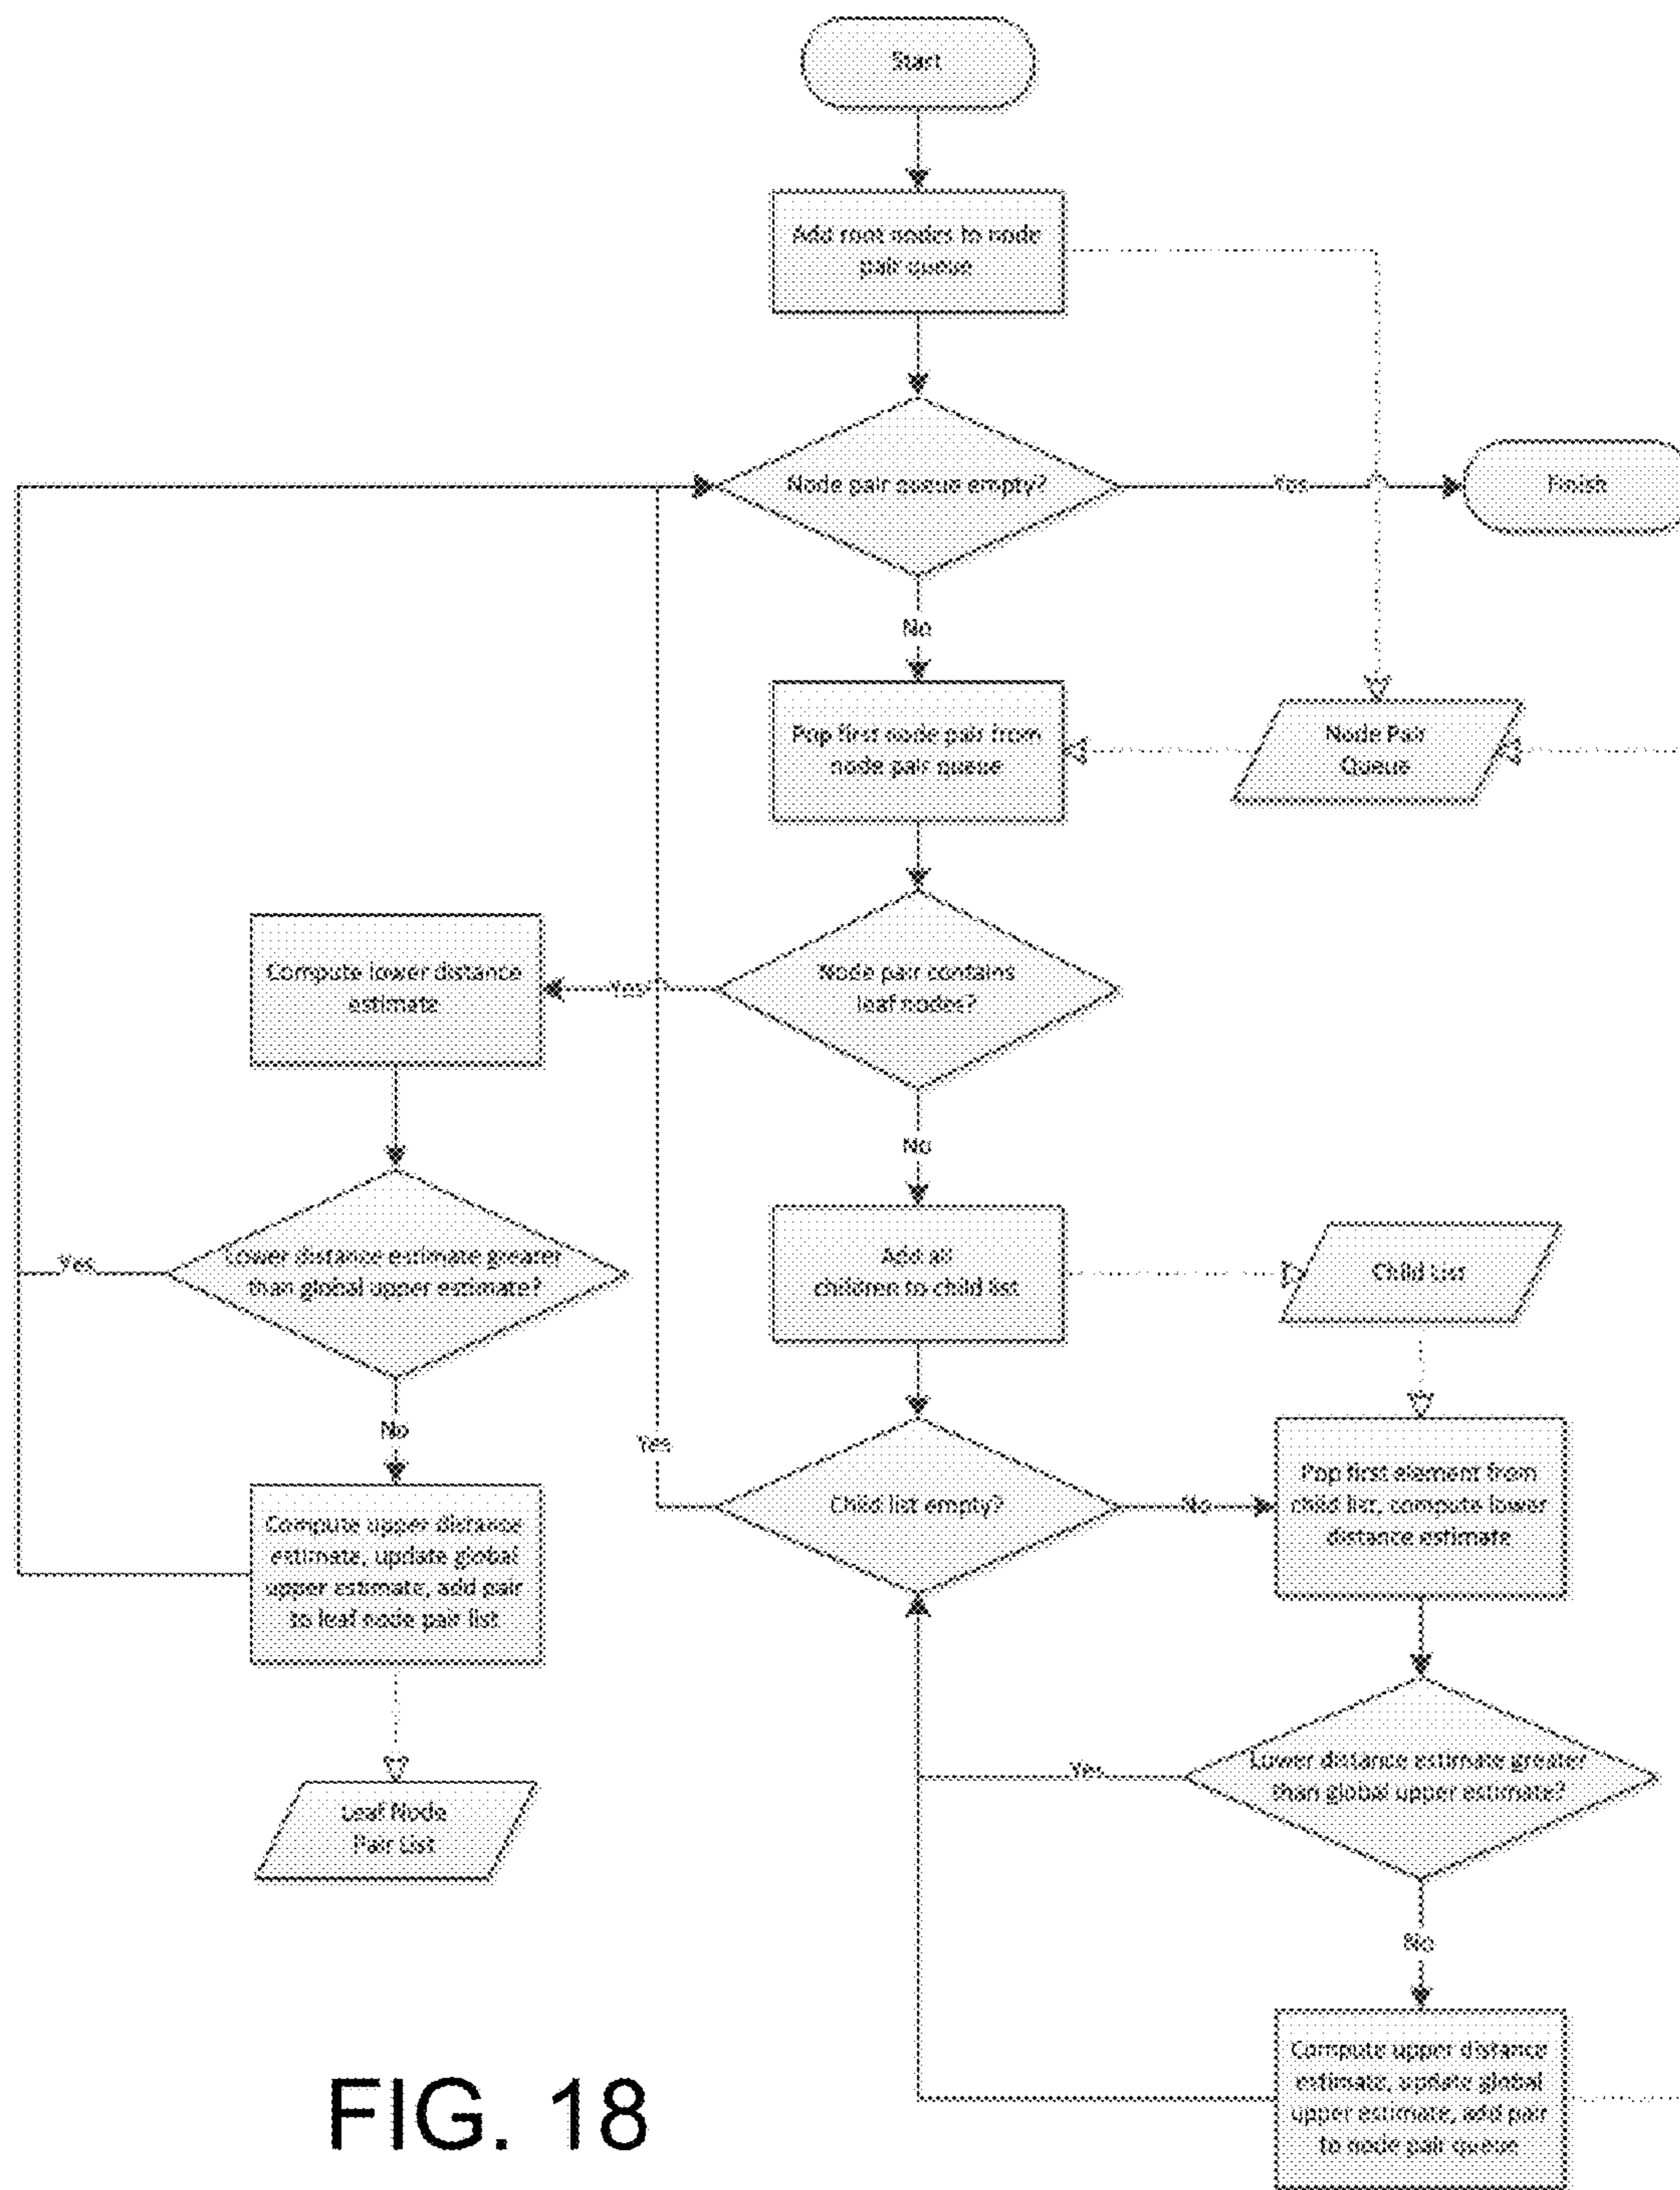 Start
Add root nodes to node
pair queue
Node pair queue empty?
Yes
Finish
No
Pop first node pair from
node pair queue
Node Pair
Queue
Compute lower distance
estimate
Yes
Node pair contains
leaf nodes?
No
Yes
Lower distance estimate greater
than global upper estimate?
Add all
children to child list
Child List
No
Yes
Child list empty?
No
Pop first element from
child list, compute lower
distance estimate
Compute upper distance
estimate, update global
upper estimate, add pair
to leaf node pair list
Yes
Lower distance estimate greater
than global upper estimate?
Leaf Node
Pair List
No
Compute upper distance
estimate, update global
upper estimate, add pair
to node pair queue
FIG. 18